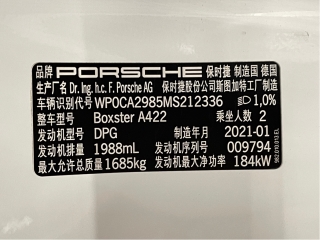 品牌 PORSCHE 保时捷 制造国 德国
生产厂名 Dr. Ing. h.c. F. Porsche AG 保时捷股份公司斯图加特工厂制造
车辆识别代号 WP0CA2985MS212336 1,0%
整车型号 Boxster A422 乘坐人数 2
发动机型号 DPG 制造年月 2021-01
发动机排量 1988mL 发动机序列号 009794
最大允许总质量 1685kg 发动机最大净功率 184kW